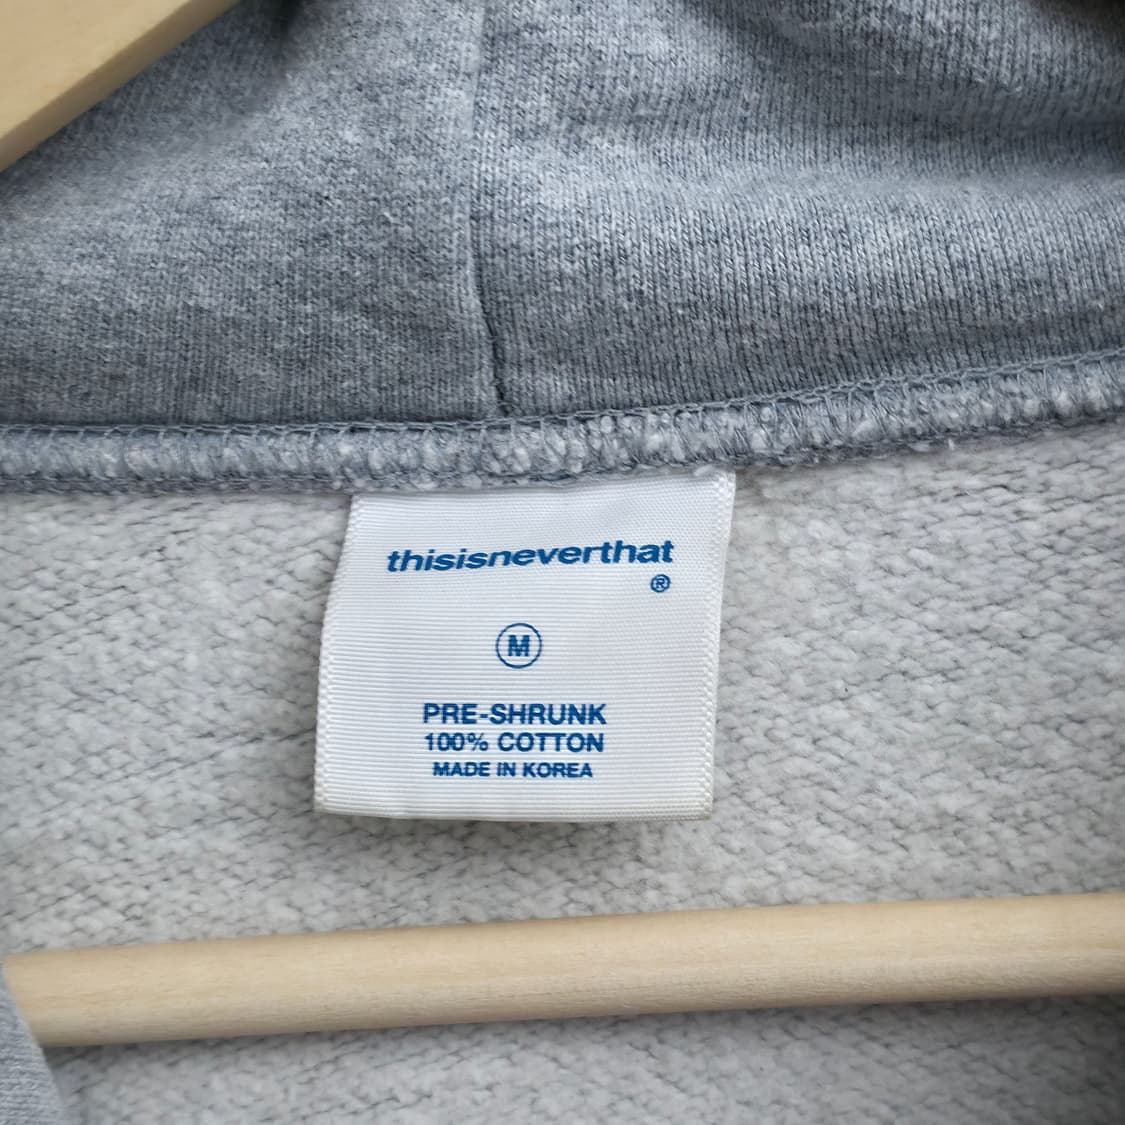 thisisneverthat
®
M
PRE-SHRUNK
100% COTTON
MADE IN KOREA